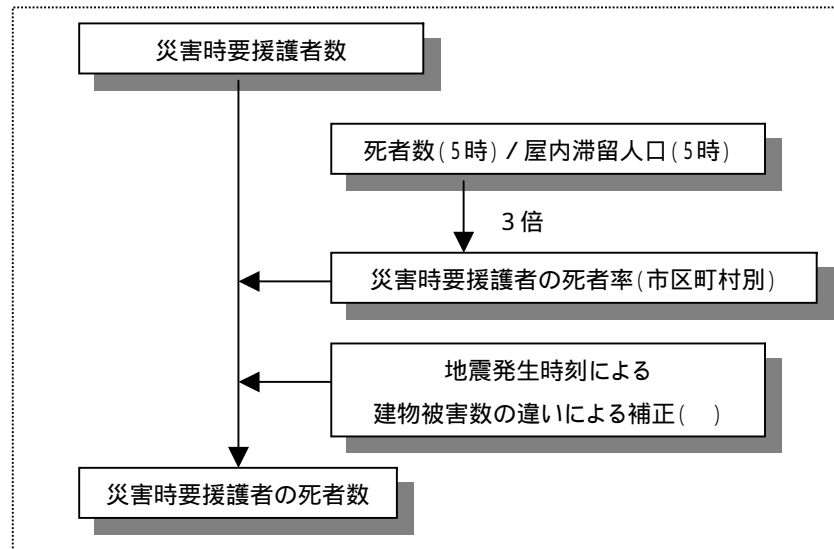 災害時要援護者数
死者数(5時)/屋内滞留人口(5時)
3倍
災害時要援護者の死者率(市区町村別)
地震発生時刻による
建物被害数の違いによる補正(　)
災害時要援護者の死者数